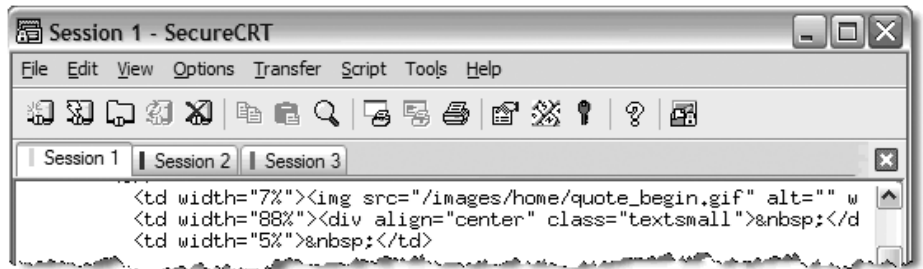 Session 1 - SecureCRT
File Edit View Options Transfer Script Tools Help
Session 1 Session 2 Session 3
<td width="7%"><img src="/images/home/quote_begin.gif" alt="" w
<td width="88%"><div align="center" class="textsmall">&nbsp;</d
<td width="5%">&nbsp;</td>